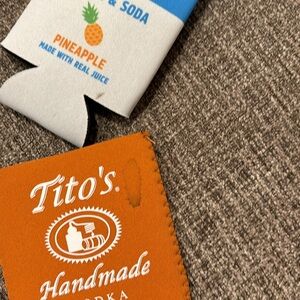 & SODA
PINEAPPLE
MADE WITH REAL JUICE
Tito's®
Handmade